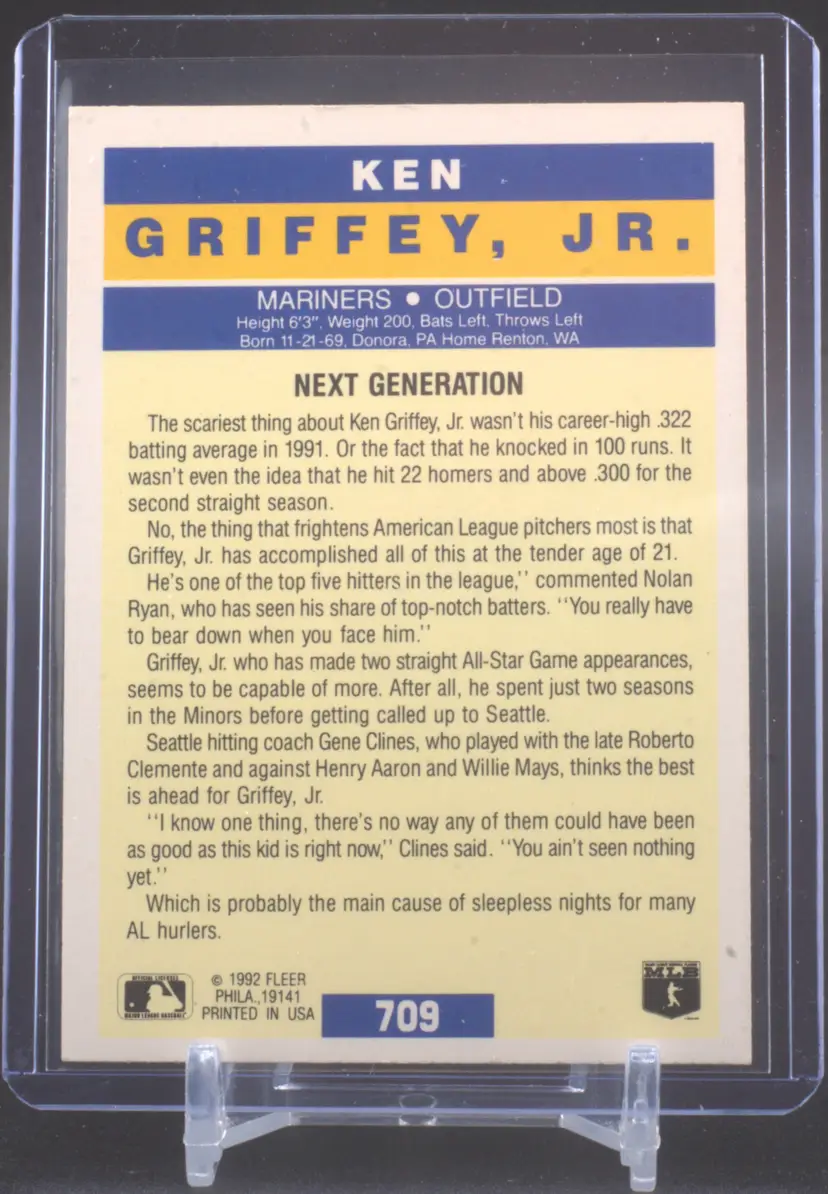 KEN
GRIFFEY, JR.
MARINERS • OUTFIELD
Height 6'3", Weight 200, Bats Left, Throws Left
Born 11-21-69, Donora, PA Home Renton, WA
NEXT GENERATION
The scariest thing about Ken Griffey, Jr. wasn't his career-high .322
batting average in 1991. Or the fact that he knocked in 100 runs. It
wasn't even the idea that he hit 22 homers and above .300 for the
second straight season.
No, the thing that frightens American League pitchers most is that
Griffey, Jr. has accomplished all of this at the tender age of 21.
He's one of the top five hitters in the league,'' commented Nolan
Ryan, who has seen his share of top-notch batters. ''You really have
to bear down when you face him.''
Griffey, Jr. who has made two straight All-Star Game appearances,
seems to be capable of more. After all, he spent just two seasons
in the Minors before getting called up to Seattle.
Seattle hitting coach Gene Clines, who played with the late Roberto
Clemente and against Henry Aaron and Willie Mays, thinks the best
is ahead for Griffey, Jr.
''I know one thing, there's no way any of them could have been
as good as this kid is right now,'' Clines said. ''You ain't seen nothing
yet.''
Which is probably the main cause of sleepless nights for many
AL hurlers.
OFFICIAL LICENSEE
MAJOR LEAGUE BASEBALL
© 1992 FLEER
PHILA.,19141
PRINTED IN USA
709
MLB